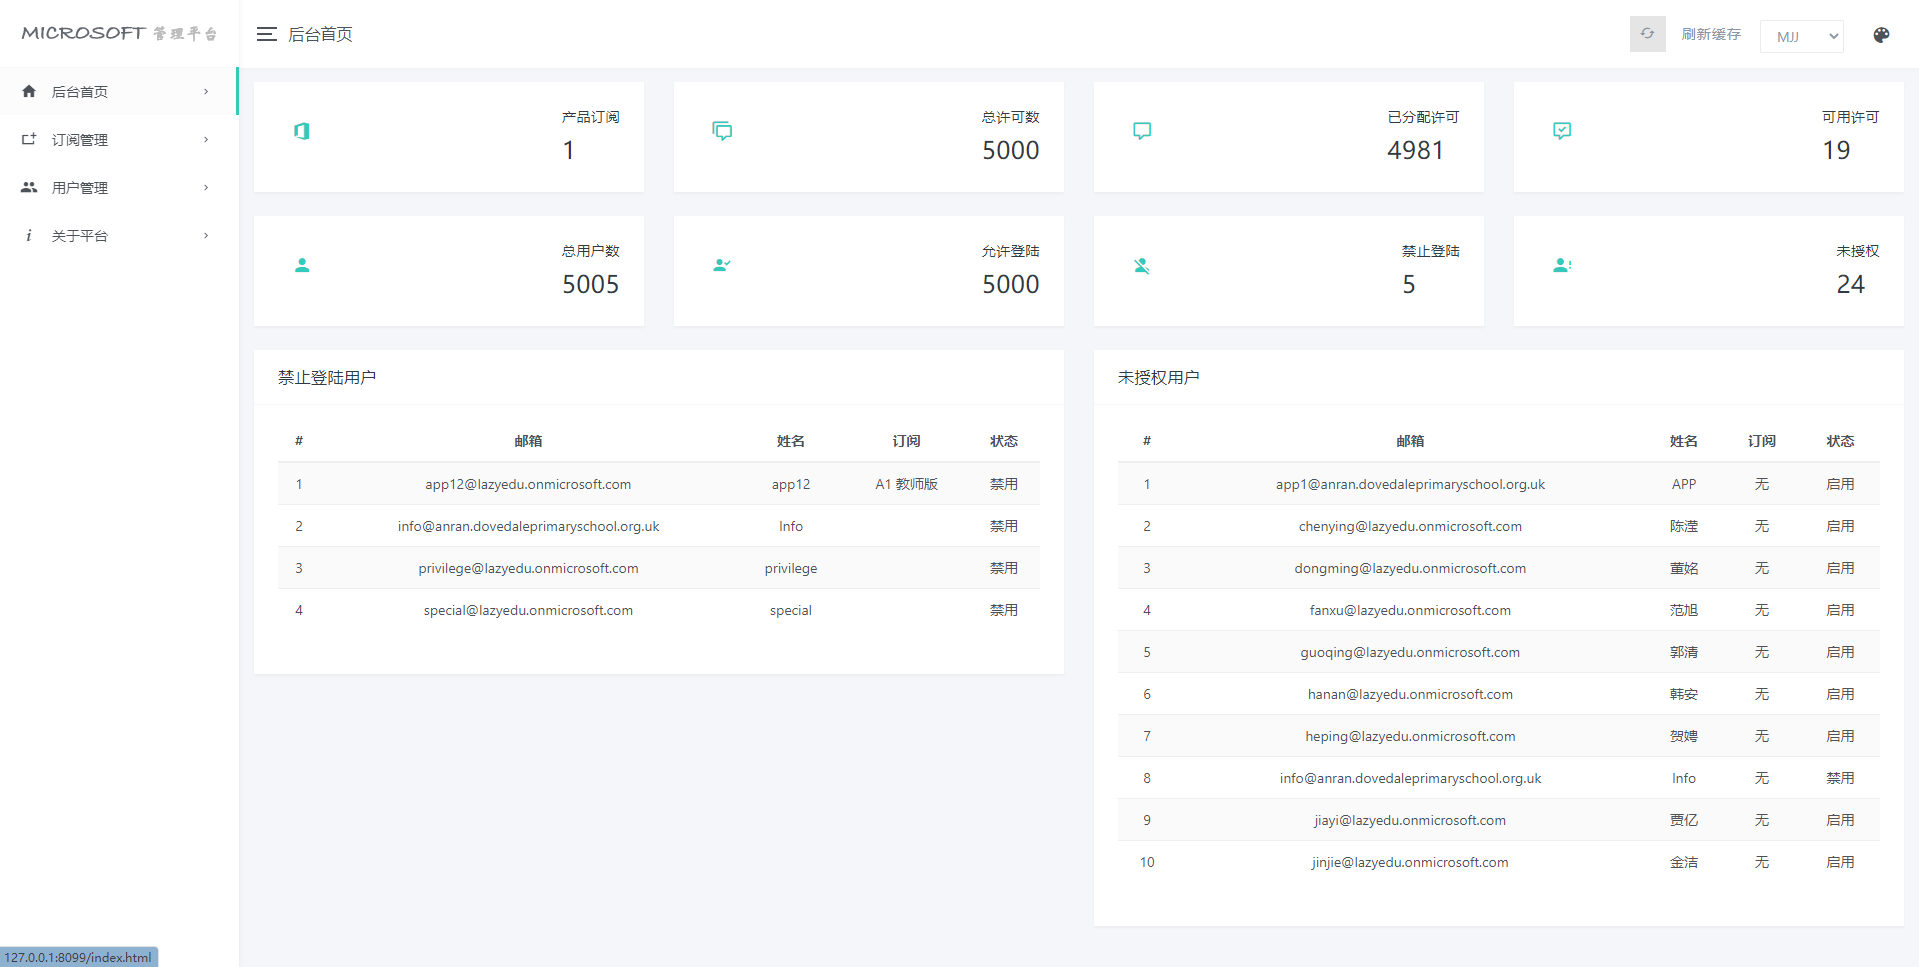 MICROSOFT 管理平台
后台首页
刷新缓存
MJJ
后台首页
订阅管理
用户管理
关于平台
产品订阅
1
总许可数
5000
已分配许可
4981
可用许可
19
总用户数
5005
允许登陆
5000
禁止登陆
5
未授权
24
禁止登陆用户
# 邮箱 姓名 订阅 状态
1 app12@lazyedu.onmicrosoft.com app12 A1 教师版 禁用
2 info@anran.dovedaleprimaryschool.org.uk Info 禁用
3 privilege@lazyedu.onmicrosoft.com privilege 禁用
4 special@lazyedu.onmicrosoft.com special 禁用
未授权用户
# 邮箱 姓名 订阅 状态
1 app1@anran.dovedaleprimaryschool.org.uk APP 无 启用
2 chenying@lazyedu.onmicrosoft.com 陈滢 无 启用
3 dongming@lazyedu.onmicrosoft.com 董姳 无 启用
4 fanxu@lazyedu.onmicrosoft.com 范旭 无 启用
5 guoqing@lazyedu.onmicrosoft.com 郭清 无 启用
6 hanan@lazyedu.onmicrosoft.com 韩安 无 启用
7 heping@lazyedu.onmicrosoft.com 贺娉 无 启用
8 info@anran.dovedaleprimaryschool.org.uk Info 无 禁用
9 jiayi@lazyedu.onmicrosoft.com 贾亿 无 启用
10 jinjie@lazyedu.onmicrosoft.com 金洁 无 启用
127.0.0.1:8099/index.html